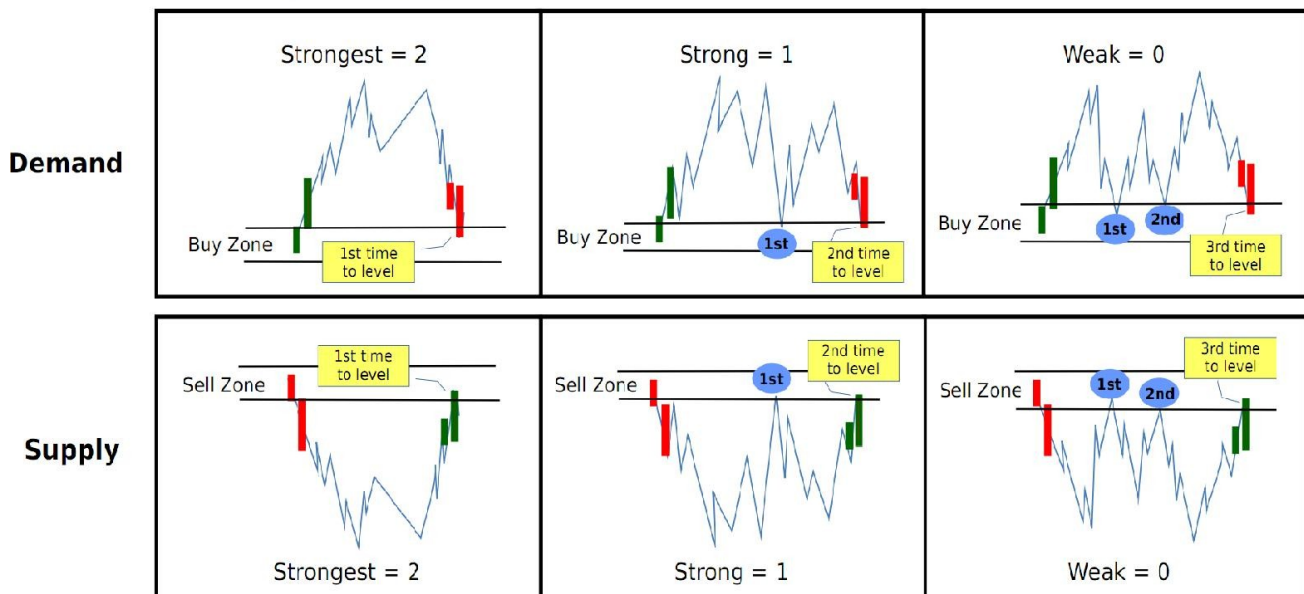 Strongest = 2
Strong = 1
Weak = 0
Demand
Buy Zone
1st time
to level
Buy Zone
1st
2nd time
to level
Buy Zone
1st
2nd
3rd time
to level
Supply
Sell Zone
1st time
to level
Sell Zone
1st
2nd time
to level
Sell Zone
1st
2nd
3rd time
to level
Strongest = 2
Strong = 1
Weak = 0